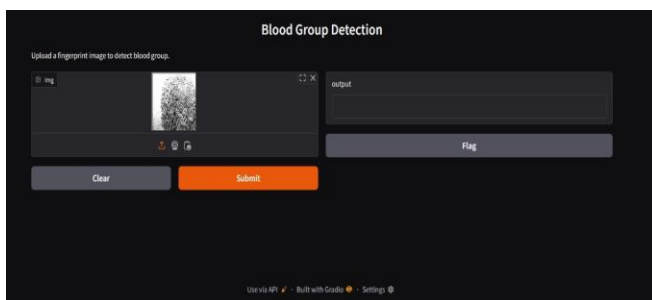 Blood Group Detection
Upload a fingerprint image to detect blood group.
img
output
Flag
Clear
Submit
Use via API · Built with Gradio · Settings